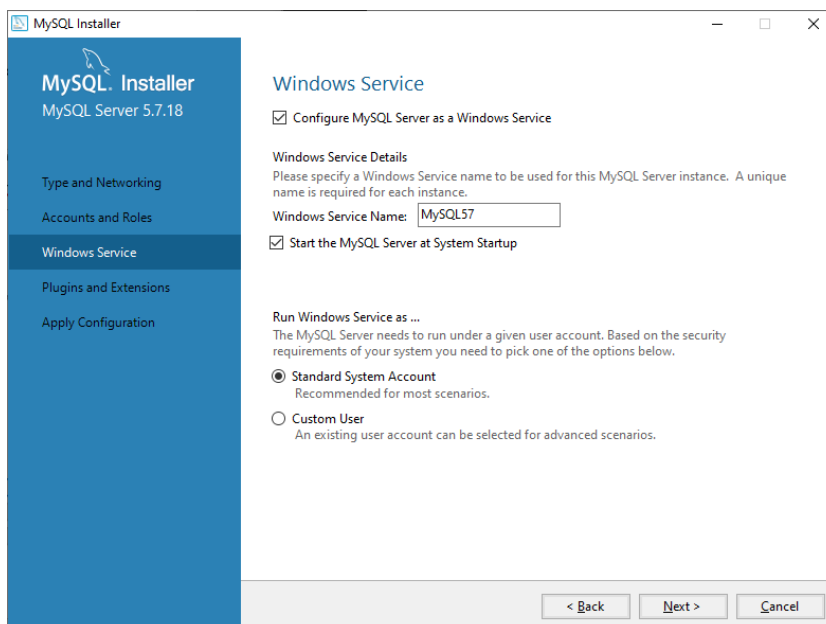 MySQL Installer
MySQL. Installer
MySQL Server 5.7.18
Type and Networking
Accounts and Roles
Windows Service
Plugins and Extensions
Apply Configuration
Windows Service
Configure MySQL Server as a Windows Service
Windows Service Details
Please specify a Windows Service name to be used for this MySQL Server instance. A unique
name is required for each instance.
Windows Service Name: MySQL57
Start the MySQL Server at System Startup
Run Windows Service as ...
The MySQL Server needs to run under a given user account. Based on the security
requirements of your system you need to pick one of the options below.
Standard System Account
Recommended for most scenarios.
Custom User
An existing user account can be selected for advanced scenarios.
< Back Next > Cancel